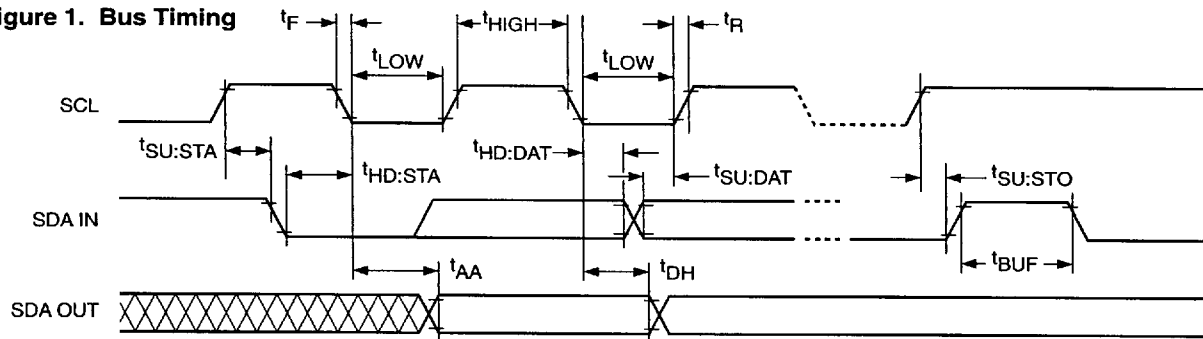 igure 1. Bus Timing
tF
tHIGH
tR
tLOW
tLOW
SCL
tSU:STA
tHD:STA
tHD:DAT
tSU:DAT
tSU:STO
SDA IN
tAA
tDH
tBUF
SDA OUT